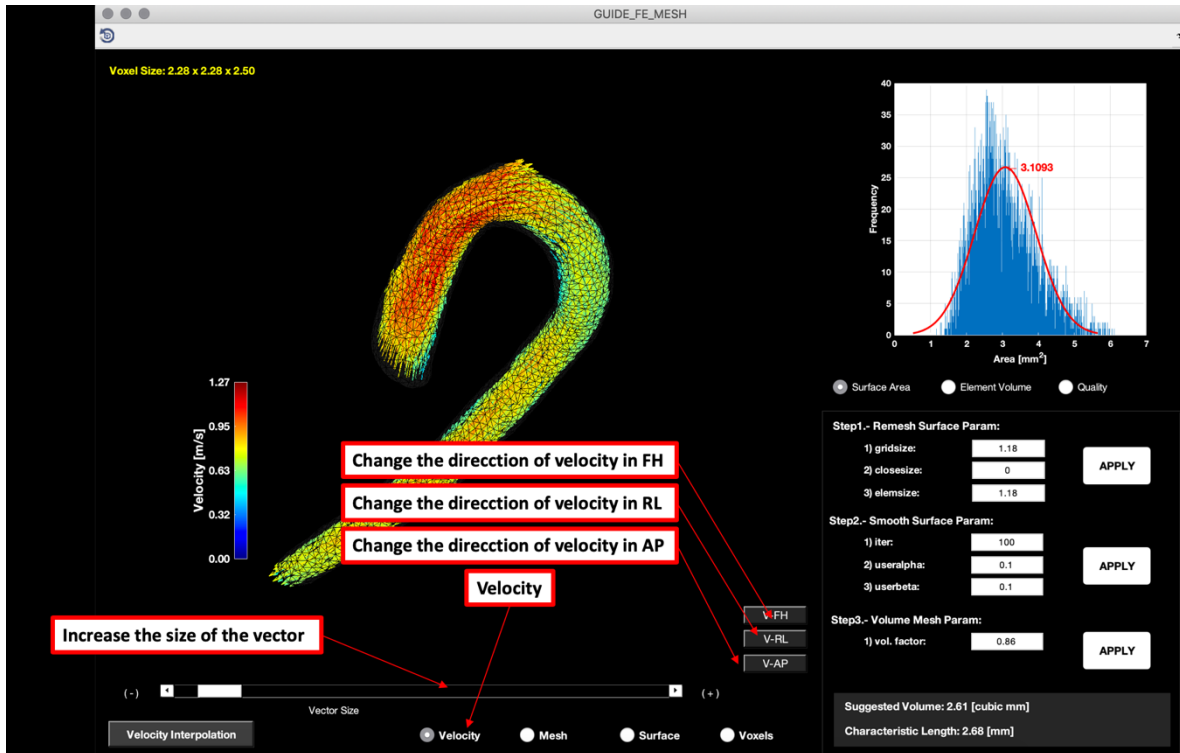 GUIDE_FE_MESH
Voxel Size: 2.28 x 2.28 x 2.50
40
35
30
25
20
15
10
5
0
Frequency
3.1093
0 1 2 3 4 5 6 7
Area [mm2]
Surface Area Element Volume Quality
1.27
0.95
0.63
0.32
0.00
Velocity [m/s]
Change the direcction of velocity in FH
Change the direcction of velocity in RL
Change the direcction of velocity in AP
Velocity
Increase the size of the vector
V-FH
V-RL
V-AP
(-) (+)
Vector Size
Velocity Interpolation
Velocity Mesh Surface Voxels
Step1.- Remesh Surface Param:
1) gridsize: 1.18
2) closesize: 0
3) elemsize: 1.18
APPLY
Step2.- Smooth Surface Param:
1) iter: 100
2) useralpha: 0.1
3) userbeta: 0.1
APPLY
Step3.- Volume Mesh Param:
1) vol. factor: 0.86
APPLY
Suggested Volume: 2.61 [cubic mm]
Characteristic Length: 2.68 [mm]